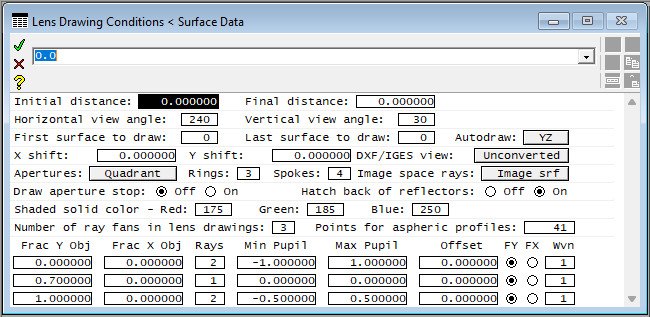 Lens Drawing Conditions < Surface Data
0.0
Initial distance: 0.000000 Final distance: 0.000000
Horizontal view angle: 240 Vertical view angle: 30
First surface to draw: 0 Last surface to draw: 0 Autodraw: YZ
X shift: 0.000000 Y shift: 0.000000 DXF/IGES view: Unconverted
Apertures: Quadrant Rings: 3 Spokes: 4 Image space rays: Image srf
Draw aperture stop: Off On Hatch back of reflectors: Off On
Shaded solid color - Red: 175 Green: 185 Blue: 250
Number of ray fans in lens drawings: 3 Points for aspheric profiles: 41
Frac Y Obj Frac X Obj Rays Min Pupil Max Pupil Offset FY FX Wvn
0.000000 0.000000 2 -1.000000 1.000000 0.000000 1
0.700000 0.000000 1 0.000000 0.000000 0.000000 1
1.000000 0.000000 2 -0.500000 0.500000 0.000000 1